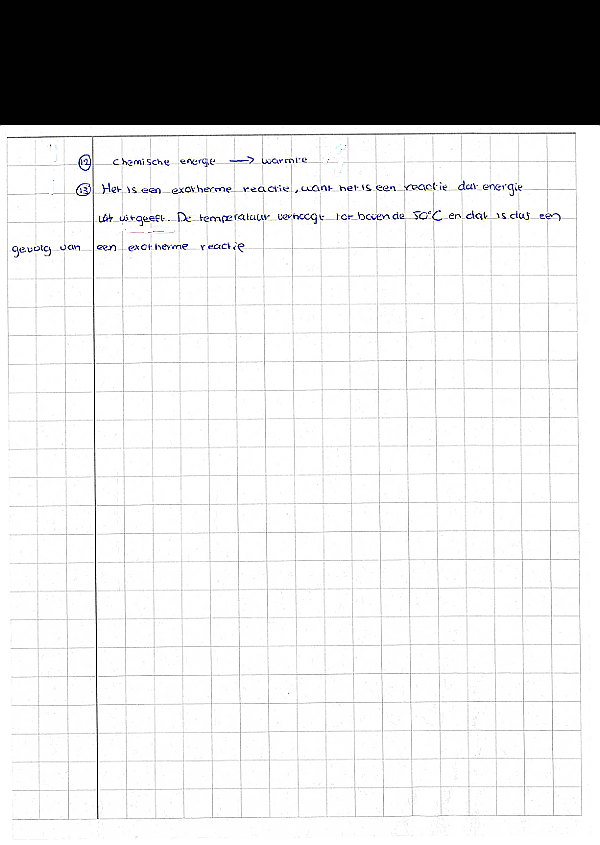 12 Chemische energie → warmte
13 Het is een exotherme reactie, want het is een reactie dat energie
uitgeeft. De temperatuur verhoogt tot boven de 50°C en dat is dus een
gevolg van een exotherme reactie